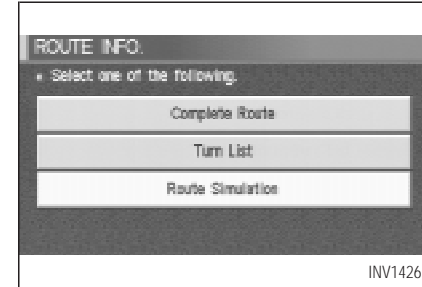 ROUTE INFO.
• Select one of the following.
Complete Route
Turn List
Route Simulation
INV1426